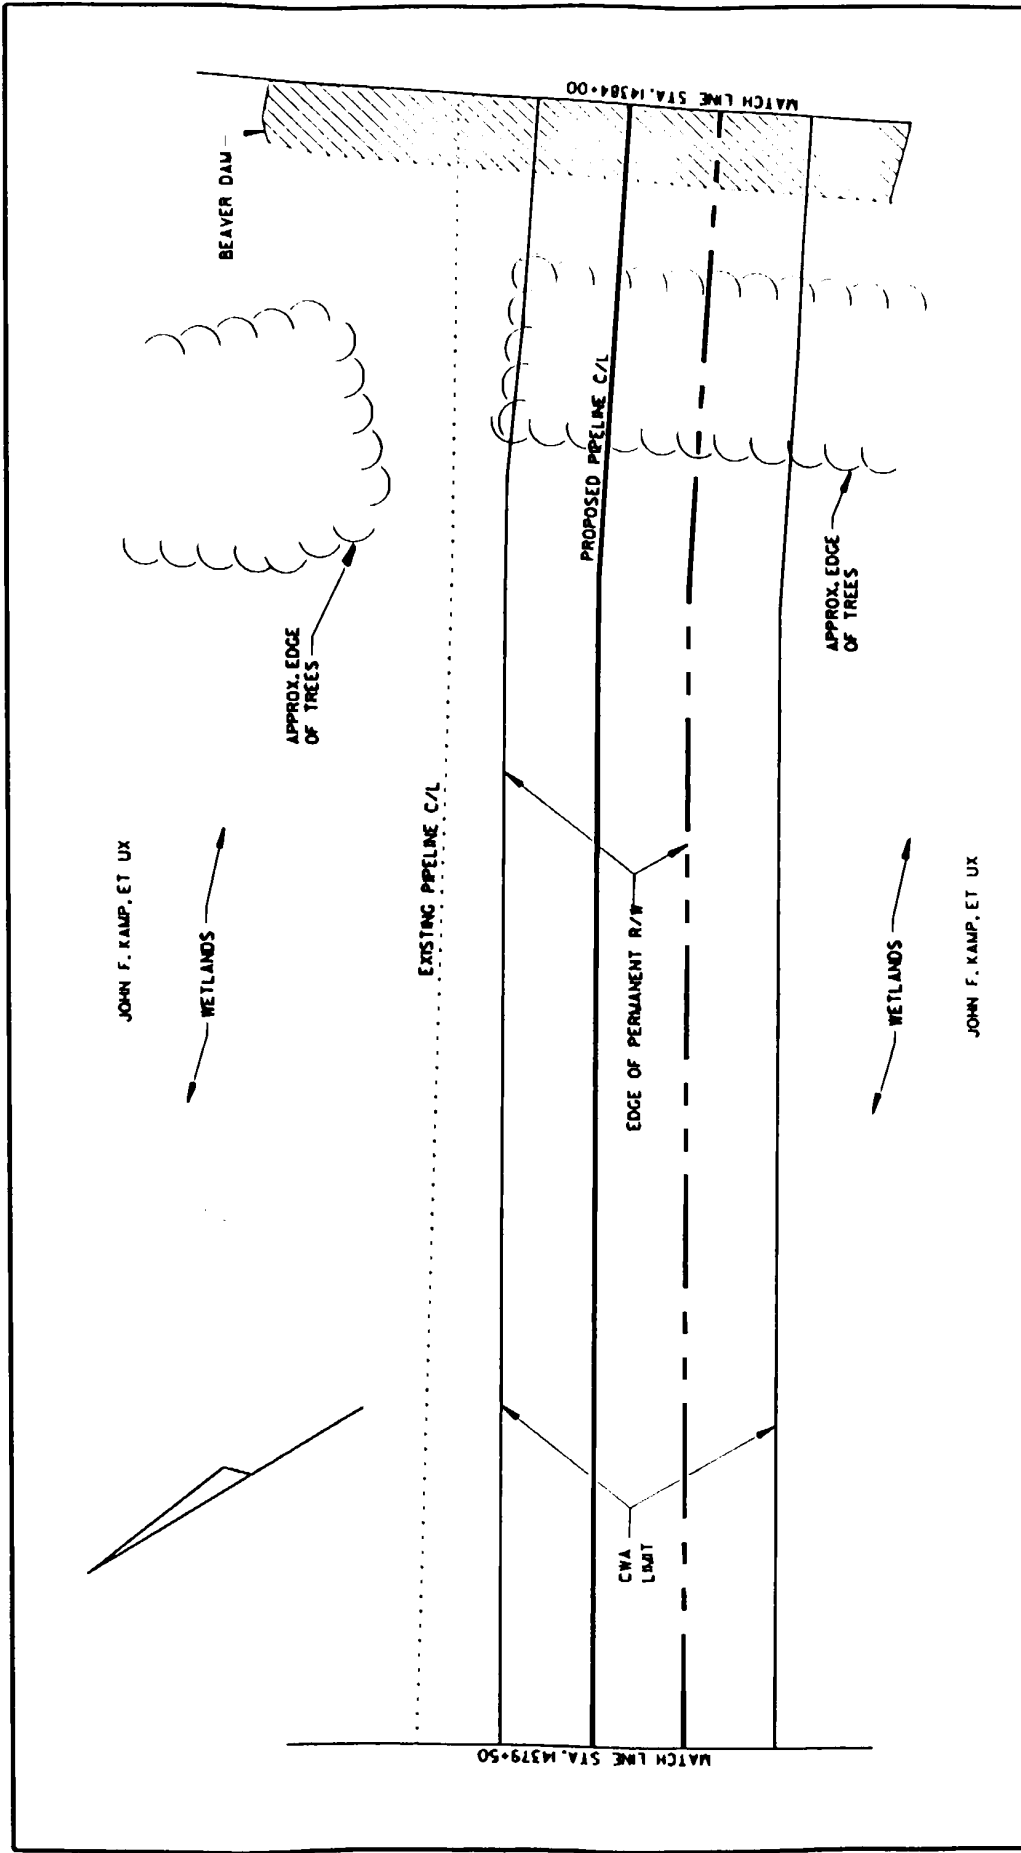 MATCH LINE STA. 14384+00
BEAVER DAM
PROPOSED PIPELINE C/L
APPROX. EDGE
OF TREES
APPROX. EDGE
OF TREES
EXISTING PIPELINE C/L
JOHN F. KAMP, ET UX
WETLANDS
EDGE OF PERMANENT R/W
WETLANDS
JOHN F. KAMP, ET UX
CWA
LIMIT
MATCH LINE STA. 14379+50